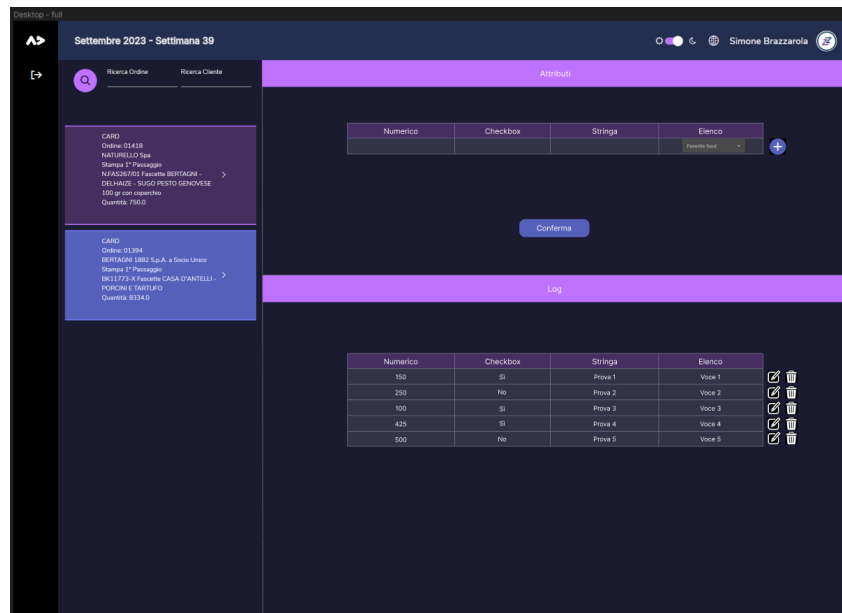 Desktop - full
Settembre 2023 - Settimana 39
Simone Brazzarola
Ricerca Ordine Ricerca Cliente
CARD
Ordine: 01418
NATURELLO Spa
Stampa 1° Passaggio
N.FAS267/01 Fascette BERTAGNI -
DELHAIZE - SUGO PESTO GENOVESE
100 gr con coperchio
Quantità: 750.0
CARD
Ordine: 01394
BERTAGNI 1882 S.p.A. a Socio Unico
Stampa 1° Passaggio
BK11773-X Fascette CASA D'ANTELLI -
PORCINI E TARTUFO
Quantità: 8334.0
Attributi
Numerico Checkbox Stringa Elenco
Favorite food
Conferma
Log
Numerico Checkbox Stringa Elenco
150 Sì Prova 1 Voce 1
250 No Prova 2 Voce 2
100 Sì Prova 3 Voce 3
425 Sì Prova 4 Voce 4
500 No Prova 5 Voce 5